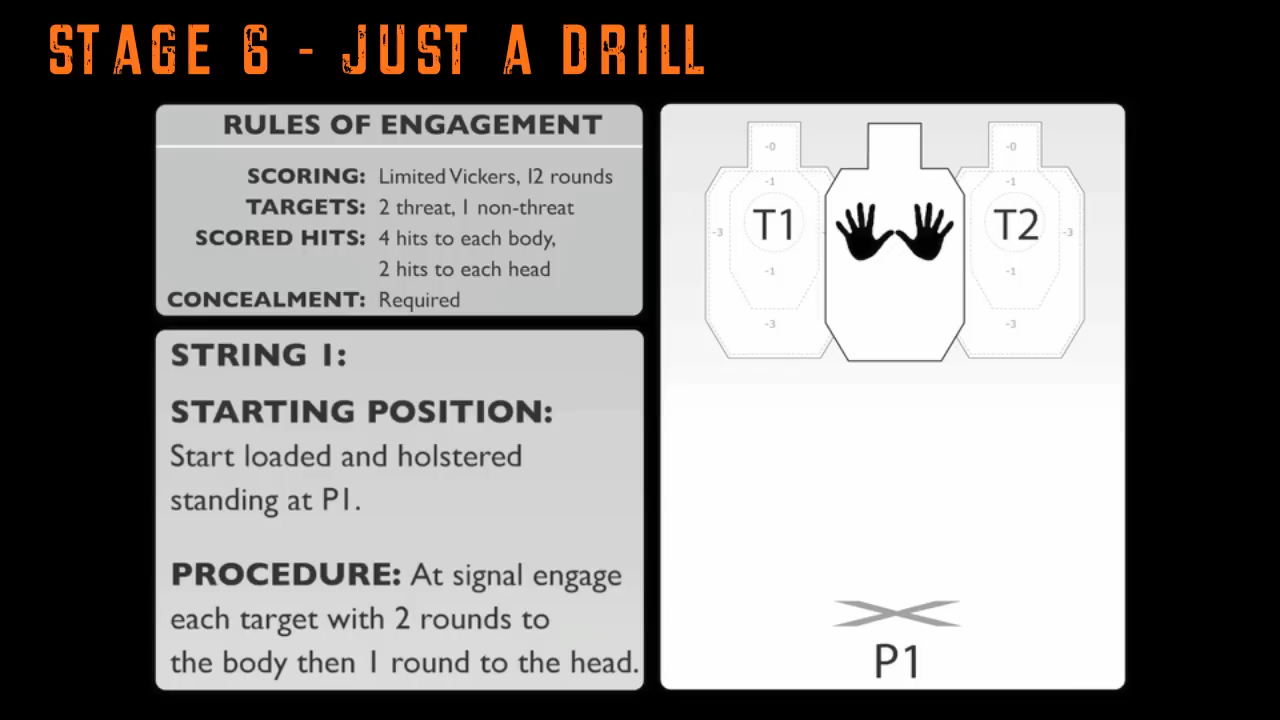 STAGE 6 - JUST A DRILL
RULES OF ENGAGEMENT
SCORING: Limited Vickers, 12 rounds
TARGETS: 2 threat, 1 non-threat
SCORED HITS: 4 hits to each body,
2 hits to each head
CONCEALMENT: Required
STRING 1:
STARTING POSITION:
Start loaded and holstered
standing at P1.
PROCEDURE: At signal engage
each target with 2 rounds to
the body then 1 round to the head.
-0 -0
-1 -1
T1 T2
-3 -3
-1 -1
-3 -3
P1